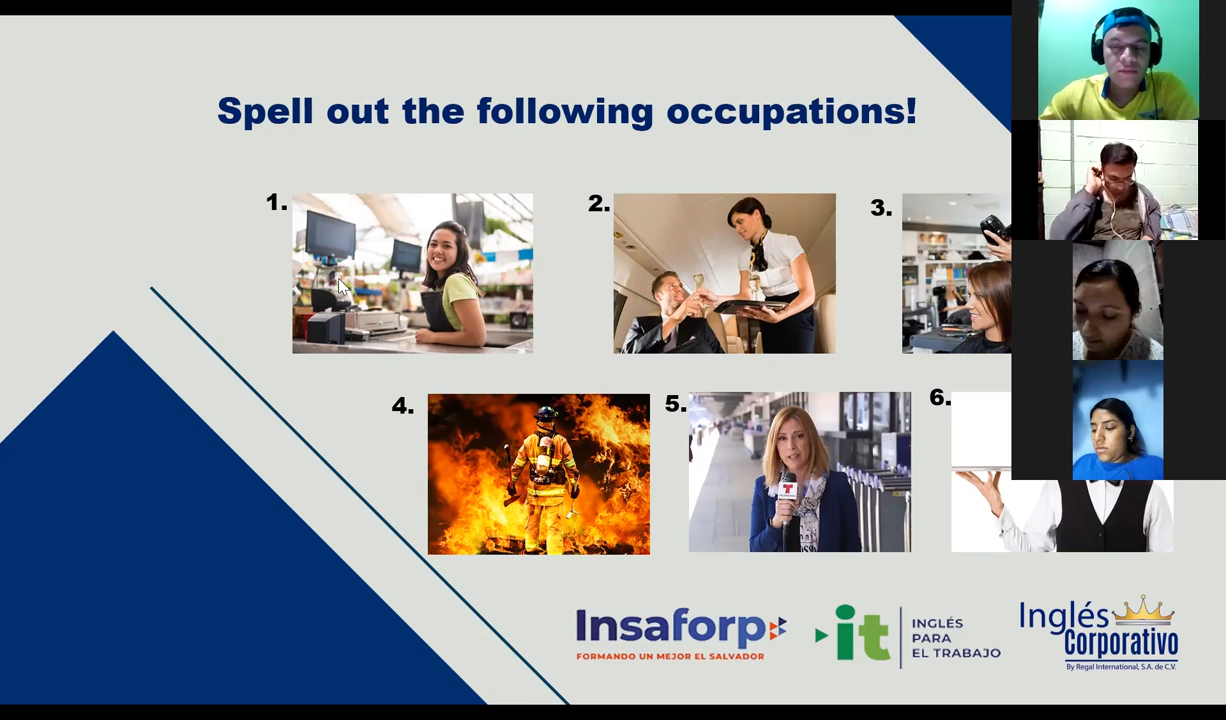 Spell out the following occupations!
1.
2.
3.
4.
5.
6.
Insaforp
FORMANDO UN MEJOR EL SALVADOR
it
INGLÉS
PARA
EL TRABAJO
Inglés
Corporativo
By Regal International, S.A. de C.V.